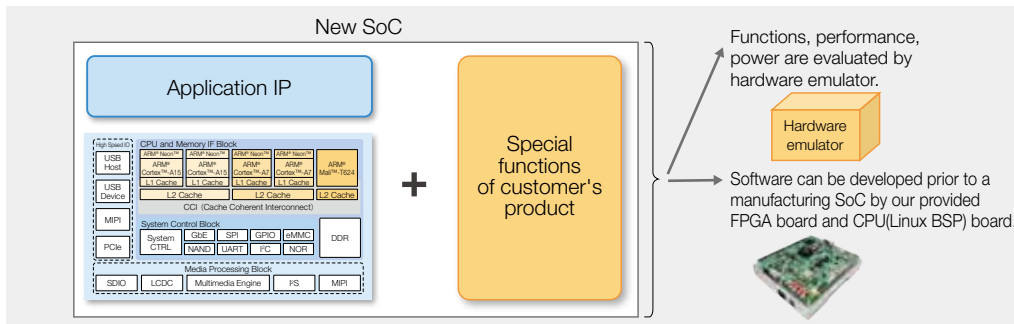 New SoC
Application IP
High Speed IO
USB
Host
USB
Device
MIPI
PCIe
CPU and Memory IF Block
ARM® Neon™ ARM® Neon™ ARM® Neon™ ARM® Neon™
ARM®
Cortex™-A15
ARM®
Cortex™-A15
ARM®
Cortex™-A7
ARM®
Cortex™-A7
ARM®
Mali™-T624
L1 Cache L1 Cache L1 Cache L1 Cache
L2 Cache L2 Cache L2 Cache
CCI (Cache Coherent Interconnect)
System Control Block
System
CTRL
GbE SPI GPIO eMMC
NAND UART I²C NOR
DDR
Media Processing Block
SDIO LCDC Multimedia Engine I²S MIPI
+
Special
functions
of customer's
product
Functions, performance,
power are evaluated by
hardware emulator.
Hardware
emulator
Software can be developed prior to a
manufacturing SoC by our provided
FPGA board and CPU(Linux BSP) board.